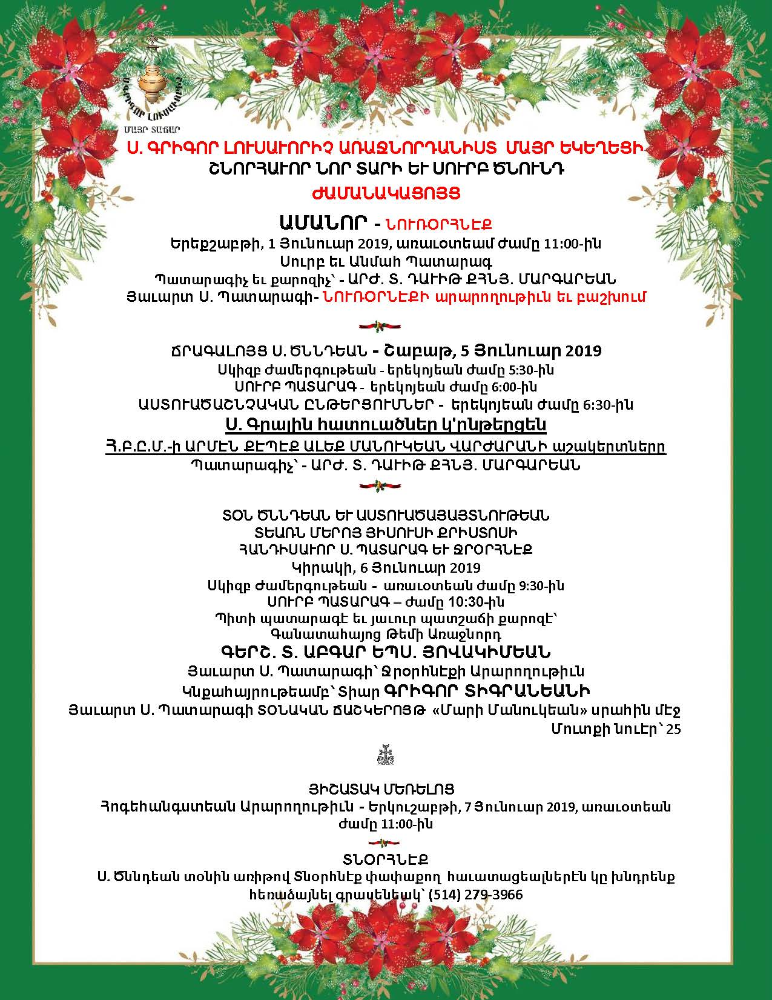 Ս. ԳՐԻԳՈՐ ԼՈՒՍԱՒՈՐԻՉ
ՄԱՅՐ ՏԱՃԱՐ
Ս. ԳՐԻԳՈՐ ԼՈՒՍԱՒՈՐԻՉ ԱՌԱՋՆՈՐԴԱՆԻՍՏ ՄԱՅՐ ԵԿԵՂԵՑԻ
ՇՆՈՐՀԱՒՈՐ ՆՈՐ ՏԱՐԻ ԵՒ ՍՈՒՐԲ ԾՆՈՒՆԴ
ԺԱՄԱՆԱԿԱՑՈՅՑ
ԱՄԱՆՈՐ - ՆՈՒՌՕՐՀՆԷՔ
Երեքշաբթի, 1 Յունուար 2019, առաւօտեամ ժամը 11:00-ին
Սուրբ եւ Անմահ Պատարագ
Պատարագիչ եւ քարոզիչ՝ - ԱՐԺ. Տ. ԴԱՒԻԹ ՔՀՆՅ. ՄԱՐԳԱՐԵԱՆ
Յաւարտ Ս. Պատարագի- ՆՈՒՌՕՐՆԷՔԻ արարողութիւն եւ բաշխում
ՃՐԱԳԱԼՈՅՑ Ս. ԾՆՆԴԵԱՆ - Շաբաթ, 5 Յունուար 2019
Սկիզբ ժամերգութեան - երեկոյեան ժամը 5:30-ին
ՍՈՒՐԲ ՊԱՏԱՐԱԳ - երեկոյեան ժամը 6:00-ին
ԱՍՏՈՒԱԾԱՇՆՉԱԿԱՆ ԸՆԹԵՐՑՈՒՄՆԵՐ - երեկոյեան ժամը 6:30-ին
Ս. Գրային հատուածներ կ'ընթերցեն
Հ.Բ.Ը.Մ.-ի ԱՐՄԷՆ ՔԷՊԷՔ ԱԼԵՔ ՄԱՆՈՒԿԵԱՆ ՎԱՐԺԱՐԱՆԻ աշակերտները
Պատարագիչ՝ - ԱՐԺ. Տ. ԴԱՒԻԹ ՔՀՆՅ. ՄԱՐԳԱՐԵԱՆ
ՏՕՆ ԾՆՆԴԵԱՆ ԵՒ ԱՍՏՈՒԱԾԱՅԱՅՏՆՈՒԹԵԱՆ
ՏԵԱՌՆ ՄԵՐՈՅ ՅԻՍՈՒՍԻ ՔՐԻՍՏՈՍԻ
ՀԱՆԴԻՍԱՒՈՐ Ս. ՊԱՏԱՐԱԳ ԵՒ ՋՐՕՐՀՆԷՔ
Կիրակի, 6 Յունուար 2019
Սկիզբ Ժամերգութեան - առաւօտեան ժամը 9:30-ին
ՍՈՒՐԲ ՊԱՏԱՐԱԳ – ժամը 10:30-ին
Պիտի պատարագէ եւ յաւուր պատշաճի քարոզէ՝
Գանատահայոց Թեմի Առաջնորդ
ԳԵՐՇ. Տ. ԱԲԳԱՐ ԵՊՍ. ՅՈՎԱԿԻՄԵԱՆ
Յաւարտ Ս. Պատարագի՝ Ջրօրհնէքի Արարողութիւն
Կնքահայրութեամբ՝ Տիար ԳՐԻԳՈՐ ՏԻԳՐԱՆԵԱՆԻ
Յաւարտ Ս. Պատարագի ՏՕՆԱԿԱՆ ՃԱՇԿԵՐՈՅԹ «Մարի Մանուկեան» սրահին մէջ
Մուտքի նուէր՝ 25
ՅԻՇԱՏԱԿ ՄԵՌԵԼՈՑ
Հոգեհանգստեան Արարողութիւն - Երկուշաբթի, 7 Յունուար 2019, առաւօտեան
ժամը 11:00-ին
ՏՆՕՐՀՆԷՔ
Ս. Ծննդեան տօնին առիթով Տնօրհնէք փափաքող հաւատացեալներէն կը խնդրենք
հեռաձայնել գրասենեակ՝ (514) 279-3966